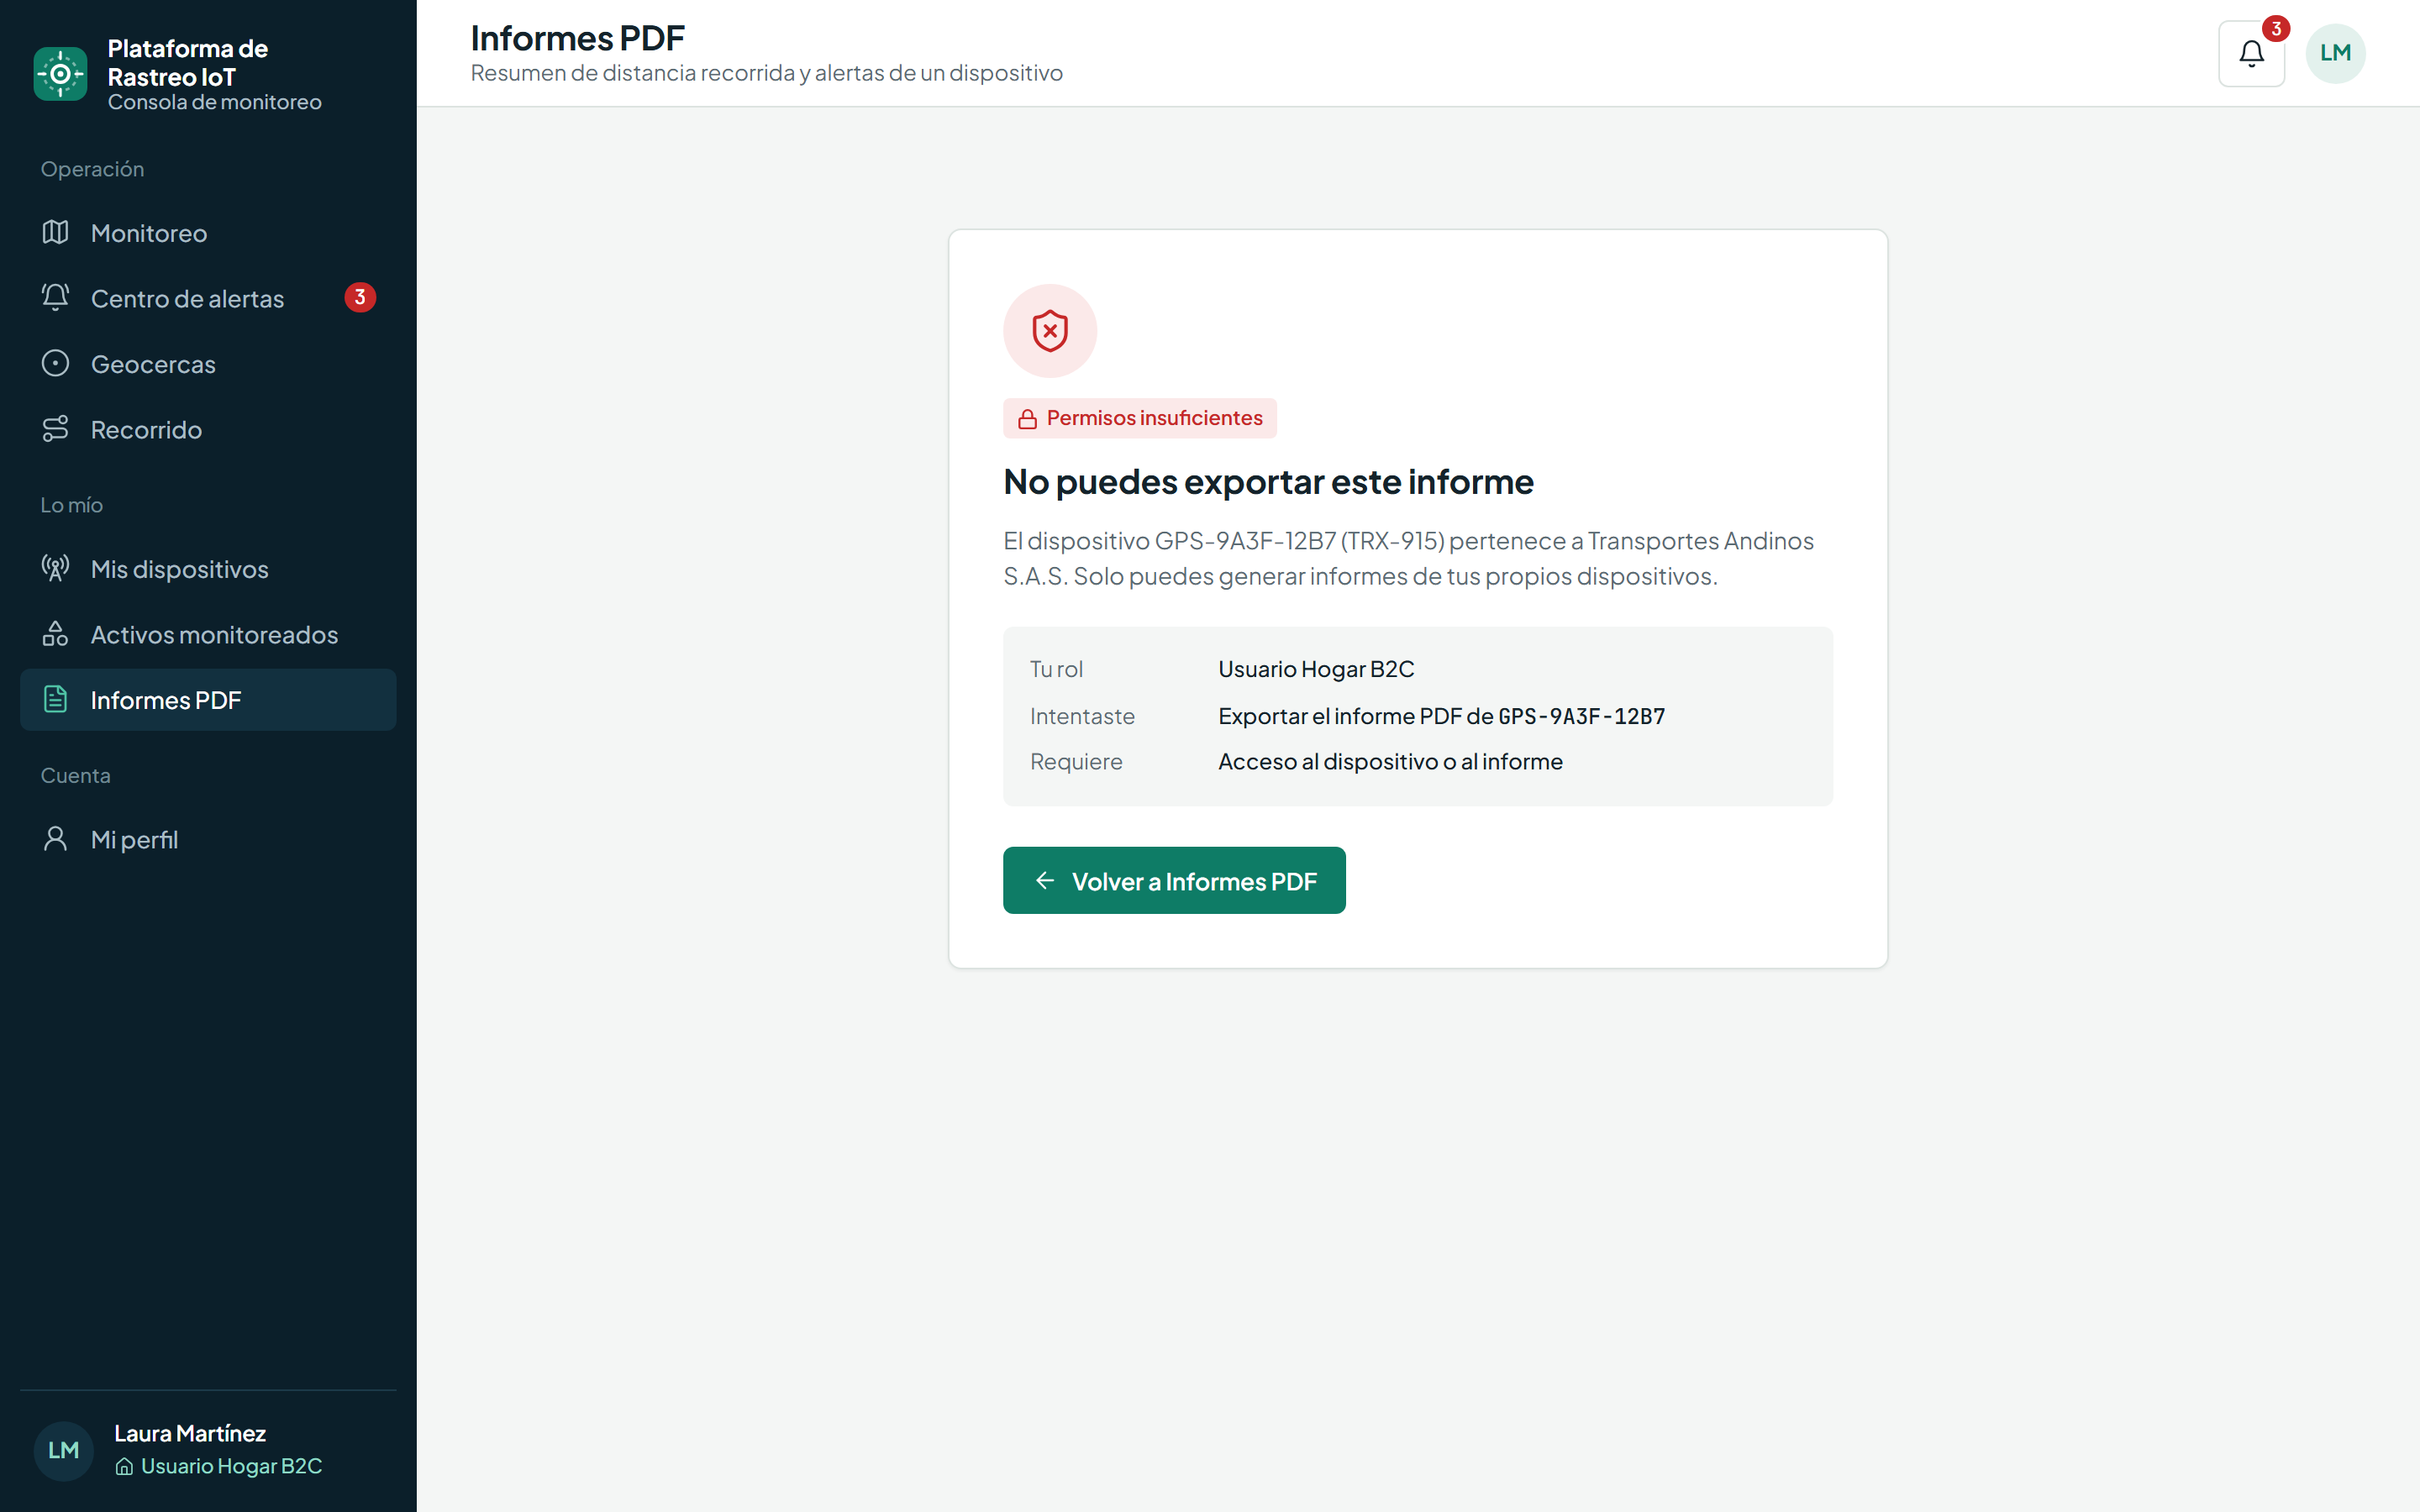 Plataforma de
Rastreo IoT
Consola de monitoreo
Operación
Monitoreo
Centro de alertas 3
Geocercas
Recorrido
Lo mío
Mis dispositivos
Activos monitoreados
Informes PDF
Cuenta
Mi perfil
LM
Laura Martínez
Usuario Hogar B2C
Informes PDF
Resumen de distancia recorrida y alertas de un dispositivo
3
LM
Permisos insuficientes
No puedes exportar este informe
El dispositivo GPS-9A3F-12B7 (TRX-915) pertenece a Transportes Andinos
S.A.S. Solo puedes generar informes de tus propios dispositivos.
Tu rol Usuario Hogar B2C
Intentaste Exportar el informe PDF de GPS-9A3F-12B7
Requiere Acceso al dispositivo o al informe
Volver a Informes PDF